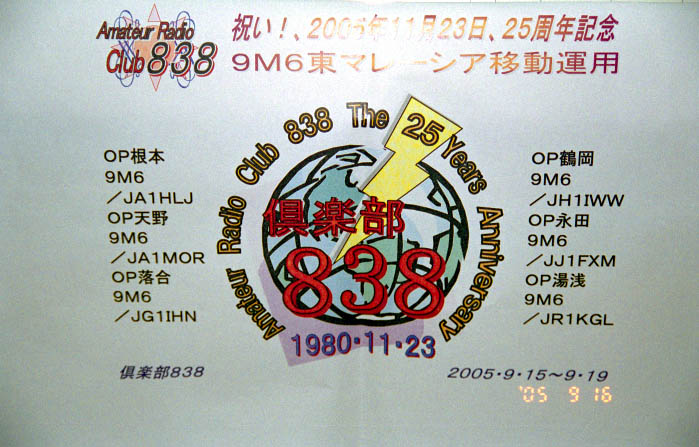 Amateur Radio
Club 838
祝い!、2005年11月23日、25周年記念
9M6東マレーシア移動運用
Amateur Radio Club 838 The 25 Years Anniversary
OP根本
9M6
/JA1HLJ
OP天野
9M6
/JA1MOR
OP落合
9M6
/JG1IHN
倶楽部
838
1980・11・23
OP鶴岡
9M6
/JH1IWW
OP永田
9M6
/JJ1FXM
OP湯浅
9M6
/JR1KGL
倶楽部838
2005・9・15〜9・19
'05 9 16